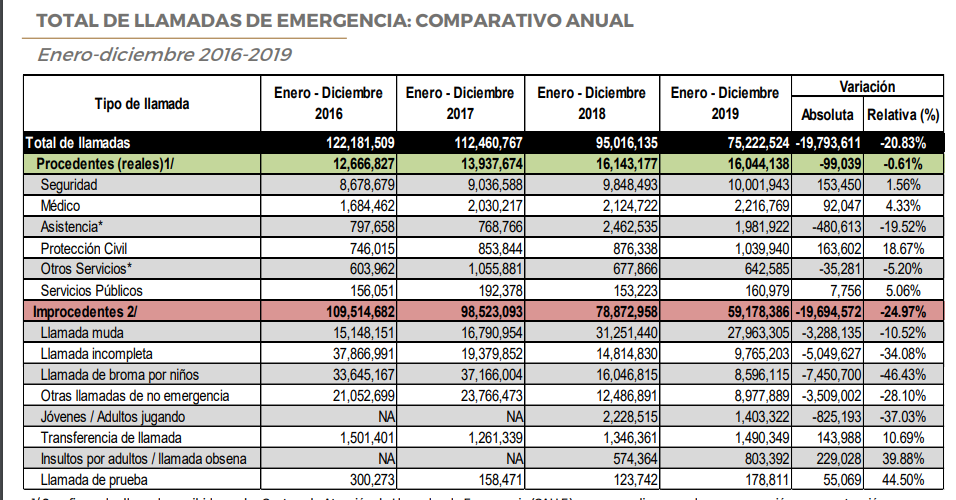 TOTAL DE LLAMADAS DE EMERGENCIA: COMPARATIVO ANUAL
Enero-diciembre 2016-2019
Tipo de llamada Enero - Diciembre 2016 Enero - Diciembre 2017 Enero - Diciembre 2018 Enero - Diciembre 2019 Variación
Absoluta Relativa (%)
Total de llamadas 122,181,509 112,460,767 95,016,135 75,222,524 -19,793,611 -20.83%
Procedentes (reales)1/ 12,666,827 13,937,674 16,143,177 16,044,138 -99,039 -0.61%
Seguridad 8,678,679 9,036,588 9,848,493 10,001,943 153,450 1.56%
Médico 1,684,462 2,030,217 2,124,722 2,216,769 92,047 4.33%
Asistencia* 797,658 768,766 2,462,535 1,981,922 -480,613 -19.52%
Protección Civil 746,015 853,844 876,338 1,039,940 163,602 18.67%
Otros Servicios* 603,962 1,055,881 677,866 642,585 -35,281 -5.20%
Servicios Públicos 156,051 192,378 153,223 160,979 7,756 5.06%
Improcedentes 2/ 109,514,682 98,523,093 78,872,958 59,178,386 -19,694,572 -24.97%
Llamada muda 15,148,151 16,790,954 31,251,440 27,963,305 -3,288,135 -10.52%
Llamada incompleta 37,866,991 19,379,852 14,814,830 9,765,203 -5,049,627 -34.08%
Llamada de broma por niños 33,645,167 37,166,004 16,046,815 8,596,115 -7,450,700 -46.43%
Otras llamadas de no emergencia 21,052,699 23,766,473 12,486,891 8,977,889 -3,509,002 -28.10%
Jóvenes / Adultos jugando NA NA 2,228,515 1,403,322 -825,193 -37.03%
Transferencia de llamada 1,501,401 1,261,339 1,346,361 1,490,349 143,988 10.69%
Insultos por adultos / llamada obsena NA NA 574,364 803,392 229,028 39.88%
Llamada de prueba 300,273 158,471 123,742 178,811 55,069 44.50%